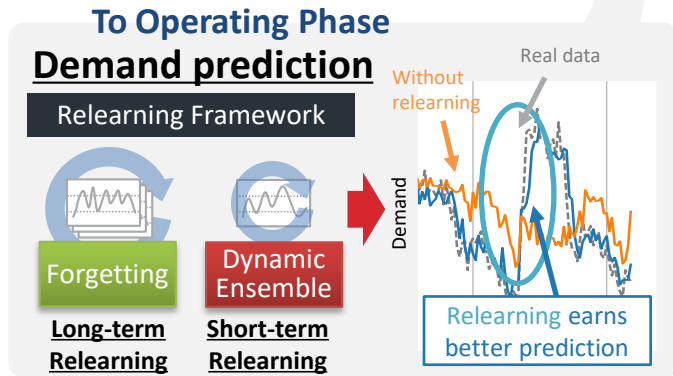 To Operating Phase
Demand prediction
Relearning Framework
Forgetting
Long-term
Relearning
Dynamic
Ensemble
Short-term
Relearning
Real data
Without
relearning
Demand
Relearning earns
better prediction